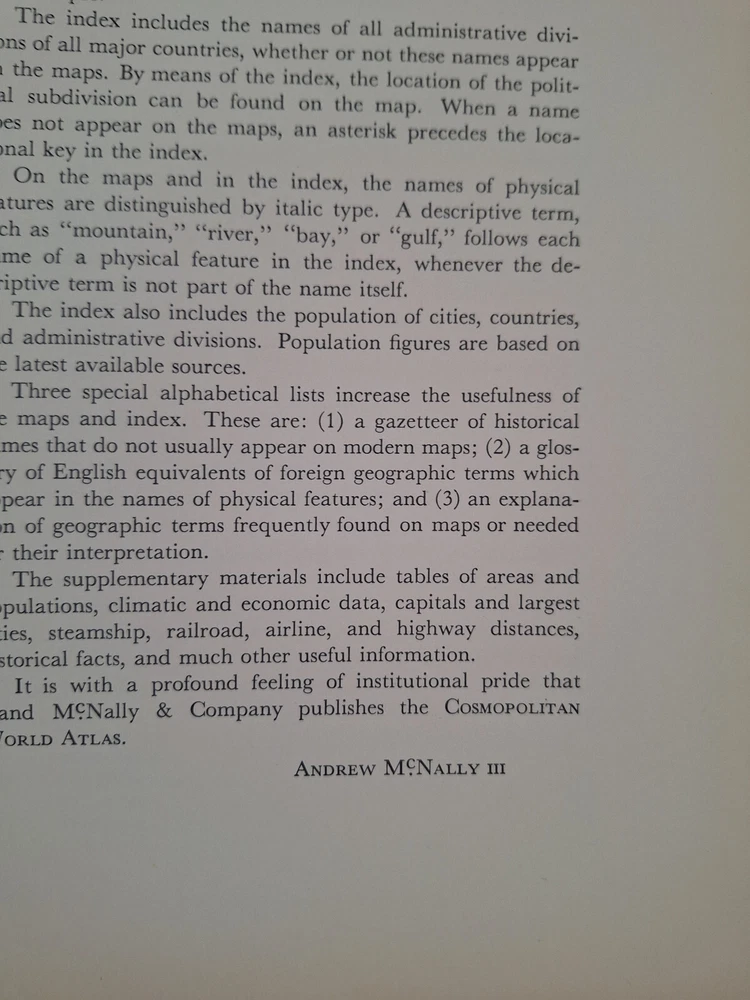 The index includes the names of all administrative divi-
ons of all major countries, whether or not these names appear
the maps. By means of the index, the location of the polit-
al subdivision can be found on the map. When a name
es not appear on the maps, an asterisk precedes the loca-
onal key in the index.
On the maps and in the index, the names of physical
atures are distinguished by italic type. A descriptive term,
ch as “mountain,” “river,” “bay,” or “gulf,” follows each
me of a physical feature in the index, whenever the de-
riptive term is not part of the name itself.
The index also includes the population of cities, countries,
d administrative divisions. Population figures are based on
e latest available sources.
Three special alphabetical lists increase the usefulness of
e maps and index. These are: (1) a gazetteer of historical
mes that do not usually appear on modern maps; (2) a glos-
ry of English equivalents of foreign geographic terms which
pear in the names of physical features; and (3) an explana-
on of geographic terms frequently found on maps or needed
r their interpretation.
The supplementary materials include tables of areas and
opulations, climatic and economic data, capitals and largest
ties, steamship, railroad, airline, and highway distances,
storical facts, and much other useful information.
It is with a profound feeling of institutional pride that
and McNally & Company publishes the COSMOPOLITAN
ORLD ATLAS.
ANDREW McNALLY III